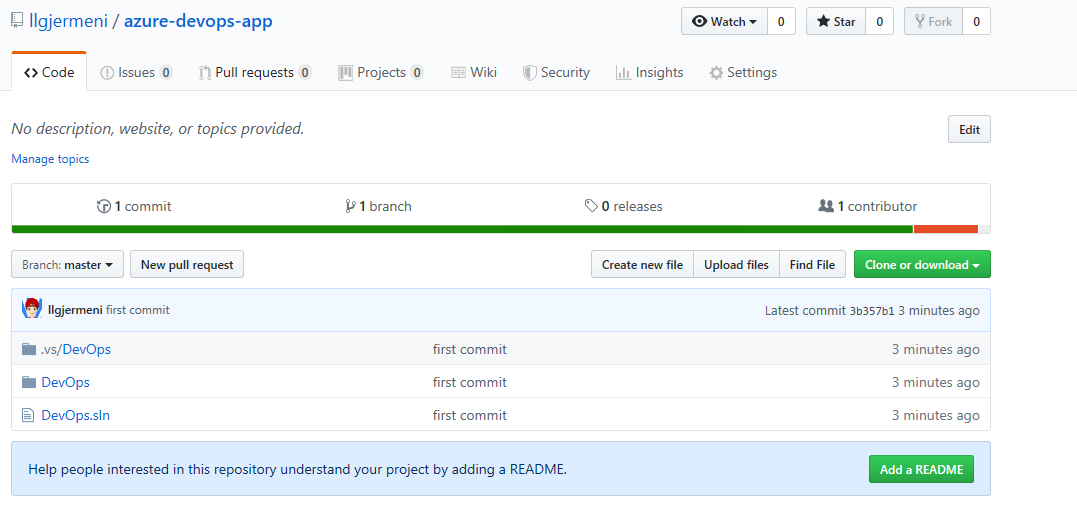 llgjermeni / azure-devops-app Watch 0 Star 0 Fork 0
Code Issues 0 Pull requests 0 Projects 0 Wiki Security Insights Settings
No description, website, or topics provided. Edit
Manage topics
1 commit 1 branch 0 releases 1 contributor
Branch: master New pull request Create new file Upload files Find File Clone or download
llgjermeni first commit Latest commit 3b357b1 3 minutes ago
.vs/DevOps first commit 3 minutes ago
DevOps first commit 3 minutes ago
DevOps.sln first commit 3 minutes ago
Help people interested in this repository understand your project by adding a README. Add a README